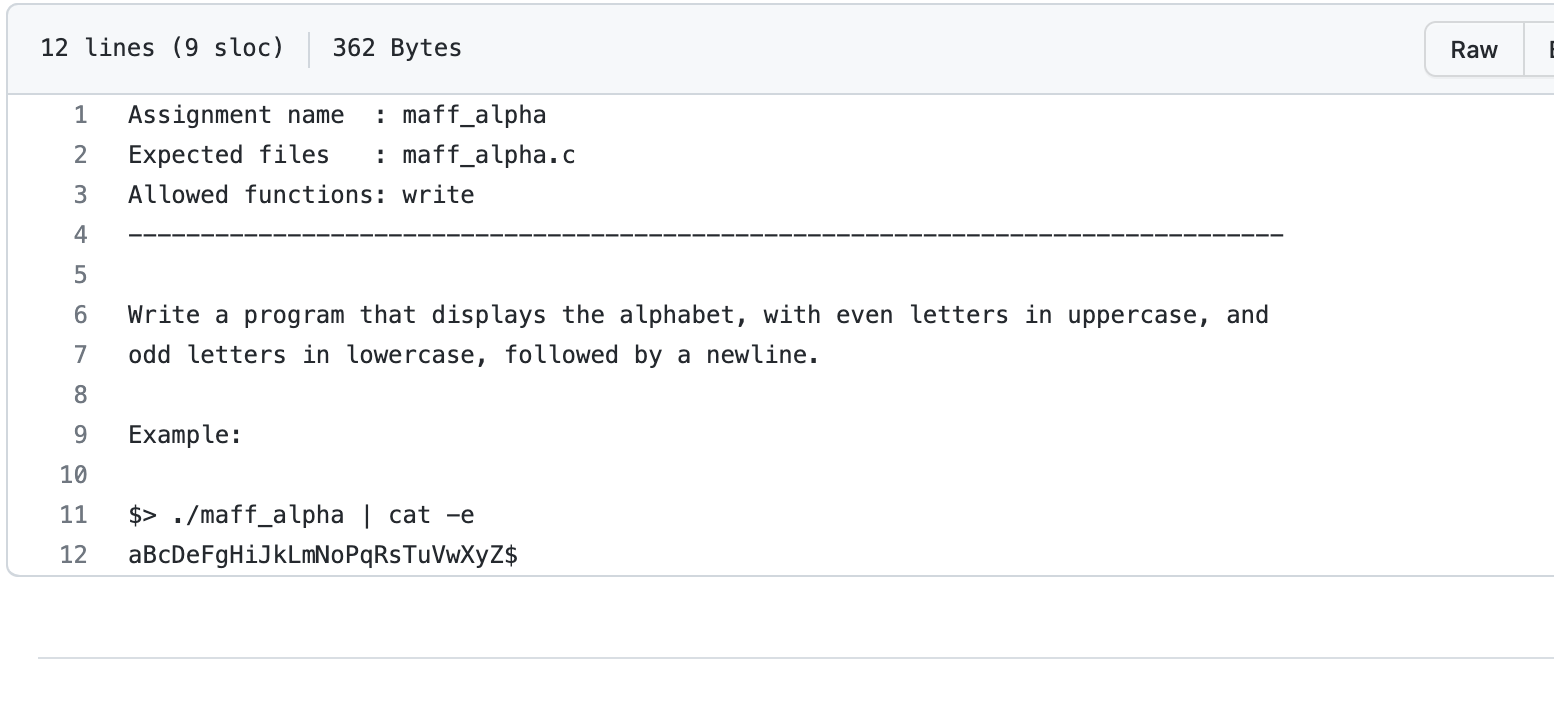 12 lines (9 sloc) 362 Bytes Raw
1 Assignment name  : maff_alpha
2 Expected files   : maff_alpha.c
3 Allowed functions: write
4 --------------------------------------------------------------------------------
5
6 Write a program that displays the alphabet, with even letters in uppercase, and
7 odd letters in lowercase, followed by a newline.
8
9 Example:
10
11 $> ./maff_alpha | cat -e
12 aBcDeFgHiJkLmNoPqRsTuVwXyZ$